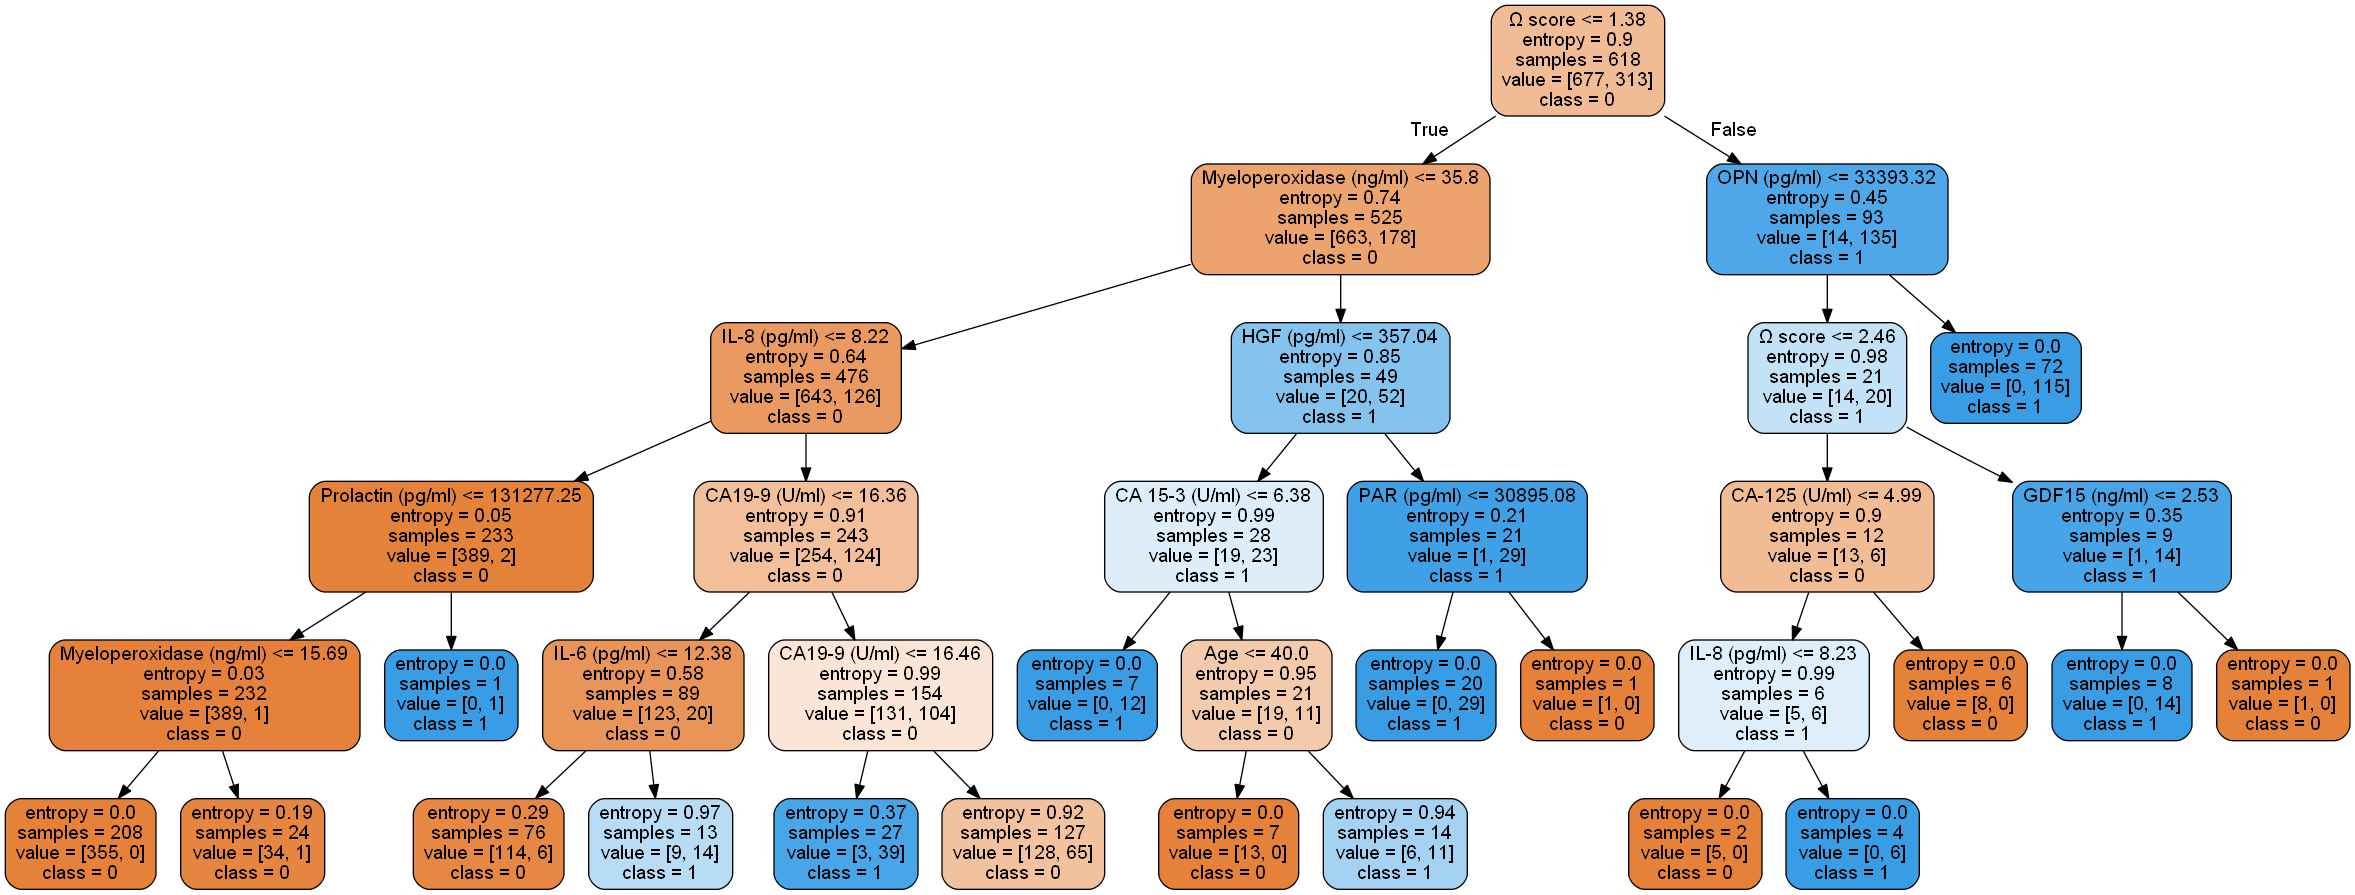 Ω score <= 1.38
entropy = 0.9
samples = 618
value = [677, 313]
class = 0
True
False
Myeloperoxidase (ng/ml) <= 35.8
entropy = 0.74
samples = 525
value = [663, 178]
class = 0
OPN (pg/ml) <= 33393.32
entropy = 0.45
samples = 93
value = [14, 135]
class = 1
IL-8 (pg/ml) <= 8.22
entropy = 0.64
samples = 476
value = [643, 126]
class = 0
HGF (pg/ml) <= 357.04
entropy = 0.85
samples = 49
value = [20, 52]
class = 1
Ω score <= 2.46
entropy = 0.98
samples = 21
value = [14, 20]
class = 1
entropy = 0.0
samples = 72
value = [0, 115]
class = 1
Prolactin (pg/ml) <= 131277.25
entropy = 0.05
samples = 233
value = [389, 2]
class = 0
CA19-9 (U/ml) <= 16.36
entropy = 0.91
samples = 243
value = [254, 124]
class = 0
CA 15-3 (U/ml) <= 6.38
entropy = 0.99
samples = 28
value = [19, 23]
class = 1
PAR (pg/ml) <= 30895.08
entropy = 0.21
samples = 21
value = [1, 29]
class = 1
CA-125 (U/ml) <= 4.99
entropy = 0.9
samples = 12
value = [13, 6]
class = 0
GDF15 (ng/ml) <= 2.53
entropy = 0.35
samples = 9
value = [1, 14]
class = 1
Myeloperoxidase (ng/ml) <= 15.69
entropy = 0.03
samples = 232
value = [389, 1]
class = 0
entropy = 0.0
samples = 1
value = [0, 1]
class = 1
IL-6 (pg/ml) <= 12.38
entropy = 0.58
samples = 89
value = [123, 20]
class = 0
CA19-9 (U/ml) <= 16.46
entropy = 0.99
samples = 154
value = [131, 104]
class = 0
entropy = 0.0
samples = 7
value = [0, 12]
class = 1
Age <= 40.0
entropy = 0.95
samples = 21
value = [19, 11]
class = 0
entropy = 0.0
samples = 20
value = [0, 29]
class = 1
entropy = 0.0
samples = 1
value = [1, 0]
class = 0
IL-8 (pg/ml) <= 8.23
entropy = 0.99
samples = 6
value = [5, 6]
class = 1
entropy = 0.0
samples = 6
value = [8, 0]
class = 0
entropy = 0.0
samples = 8
value = [0, 14]
class = 1
entropy = 0.0
samples = 1
value = [1, 0]
class = 0
entropy = 0.0
samples = 208
value = [355, 0]
class = 0
entropy = 0.19
samples = 24
value = [34, 1]
class = 0
entropy = 0.29
samples = 76
value = [114, 6]
class = 0
entropy = 0.97
samples = 13
value = [9, 14]
class = 1
entropy = 0.37
samples = 27
value = [3, 39]
class = 1
entropy = 0.92
samples = 127
value = [128, 65]
class = 0
entropy = 0.0
samples = 7
value = [13, 0]
class = 0
entropy = 0.94
samples = 14
value = [6, 11]
class = 1
entropy = 0.0
samples = 2
value = [5, 0]
class = 0
entropy = 0.0
samples = 4
value = [0, 6]
class = 1